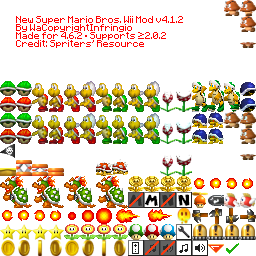 New Super Mario Bros. Wii Mod v4.1.2
By WaCopyrightInfringio
Made for 4.6.2 • Supports ≥2.0.2
Credit: Spriters' Resource
M N